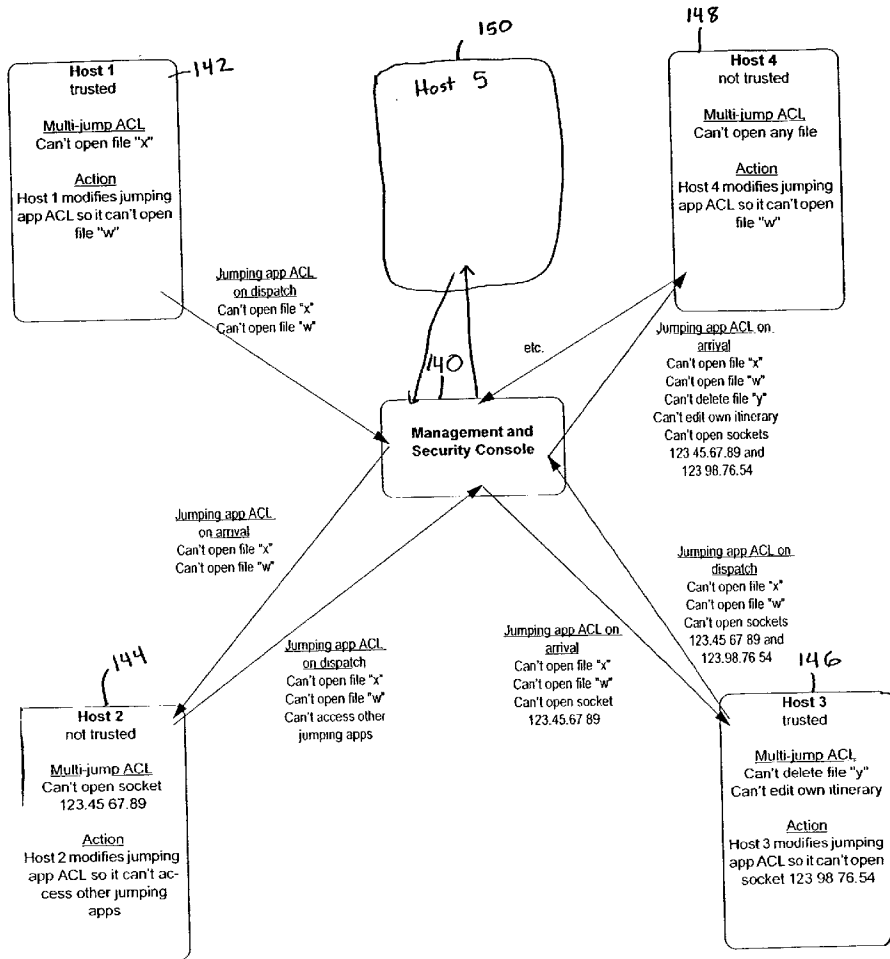 150
148
142
Host 1
trusted
Multi-jump ACL
Can't open file "x"
Action
Host 1 modifies jumping
app ACL so it can't open
file "w"
Host 5
Host 4
not trusted
Multi-jump ACL
Can't open any file
Action
Host 4 modifies jumping
app ACL so it can't open
file "w"
Jumping app ACL
on dispatch
Can't open file "x"
Can't open file "w"
etc.
Jumping app ACL on
arrival
Can't open file "x"
Can't open file "w"
Can't delete file "y"
Can't edit own itinerary
Can't open sockets
123 45.67.89 and
123 98.76.54
140
Management and
Security Console
Jumping app ACL
on arrival
Can't open file "x"
Can't open file "w"
Jumping app ACL
on dispatch
Can't open file "x"
Can't open file "w"
Can't access other
jumping apps
Jumping app ACL on
arrival
Can't open file "x"
Can't open file "w"
Can't open socket
123.45.67 89
Jumping app ACL on
dispatch
Can't open file "x"
Can't open file "w"
Can't open sockets
123.45 67 89 and
123.98.76 54
144
Host 2
not trusted
Multi-jump ACL
Can't open socket
123.45 67.89
Action
Host 2 modifies jumping
app ACL so it can't ac-
cess other jumping
apps
146
Host 3
trusted
Multi-jump ACL
Can't delete file "y"
Can't edit own itinerary
Action
Host 3 modifies jumping
app ACL so it can't open
socket 123 98 76.54